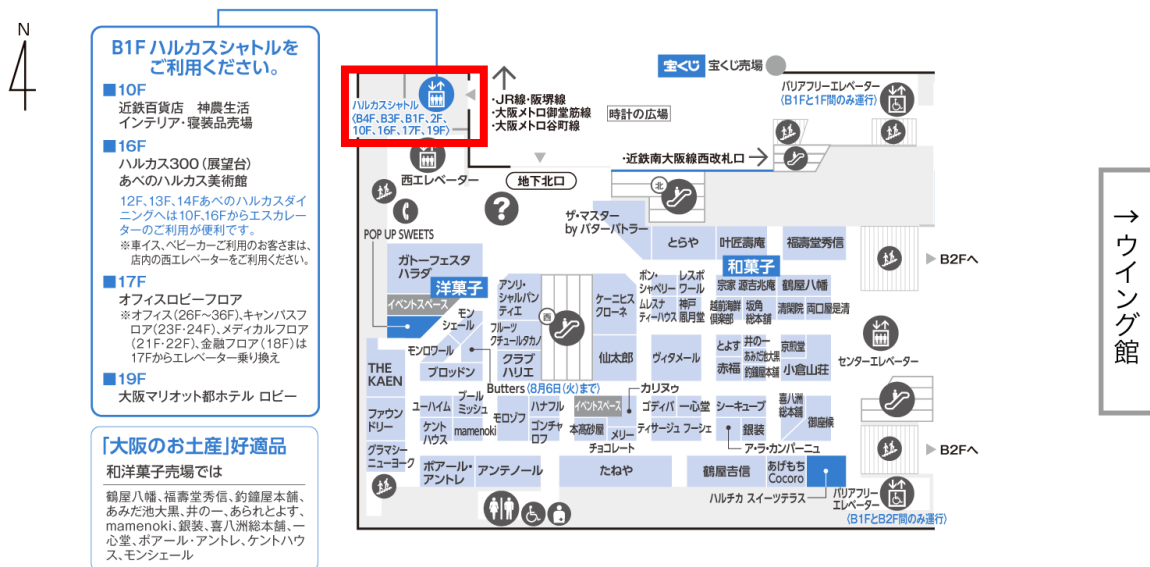 N
B1F ハルカスシャトルを
ご利用ください。
■10F
近鉄百貨店 神農生活
インテリア・寝装品売場
■16F
ハルカス300(展望台)
あべのハルカス美術館
12F、13F、14Fあべのハルカスダイ
ニングへは10F、16Fからエスカレー
ターのご利用が便利です。
※車イス、ベビーカーご利用のお客さまは、
店内の西エレベーターをご利用ください。
■17F
オフィスロビーフロア
※オフィス(26F〜36F)、キャンパスフ
ロア(23F・24F)、メディカルフロア
(21F・22F)、金融フロア(18F)は
17Fからエレベーター乗り換え
■19F
大阪マリオット都ホテル ロビー
「大阪のお土産」好適品
和洋菓子売場では
鶴屋八幡、福壽堂秀信、釣鐘屋本舗、
あみだ池大黒、井の一、あられとよす、
mamenoki、銀装、喜八洲総本舗、一
心堂、ポアール・アントレ、ケントハウ
ス、モンシェール
ハルカスシャトル
〈B4F、B3F、B1F、2F、
10F、16F、17F、19F〉
・JR線・阪堺線
・大阪メトロ御堂筋線
・大阪メトロ谷町線
時計の広場
宝くじ 宝くじ売場
バリアフリーエレベーター
〈B1Fと1F間のみ運行〉
・近鉄南大阪線西改札口→
西エレベーター
地下北口
北
?
POP UP SWEETS
ザ・マスター
by バターバトラー
とらや
叶匠壽庵
福壽堂秀信
B2Fへ
ガトーフェスタ
ハラダ
洋菓子
イベントスペース
アンリ・
シャルパン
ティエ
西
ケーニヒス
クローネ
ボン・
シャペリー
レスポ
ワール
和菓子
宗家 源吉兆庵
鶴屋八幡
ムレスナ
ティーハウス
神戸
風月堂
越前海鮮
倶楽部
坂角
総本舗
清閑院
両口屋是清
モン
シェール
フルーツ
クチュールタカノ
モンロワール
クラブ
ハリエ
仙太郎
ヴィタメール
とよす
井の一
あみだ池大黒
京煎堂
赤福
釣鐘屋本舗
小倉山荘
センターエレベーター
THE
KAEN
ブロッドン
Butters〈8月6日(火)まで〉
カリヌゥ
ファウン
ドリー
ユーハイム
ブール
ミッシュ
モロゾフ
ハナフル
イベントスペース
ゴディバ
一心堂
シーキューブ
喜八洲
総本舗
御座候
ケント
ハウス
mamenoki
ゴンチャ
ロフ
本高砂屋
メリー
チョコレート
ティサージュ
フーシェ
銀装
ア・ラ・カンパーニュ
グラマシー
ニューヨーク
ポアール・
アントレ
アンテノール
たねや
鶴屋吉信
あげもち
Cocoro
ハルチカ スイーツテラス
B2Fへ
バリアフリー
エレベーター
〈B1FとB2F間のみ運行〉
→ウイング館